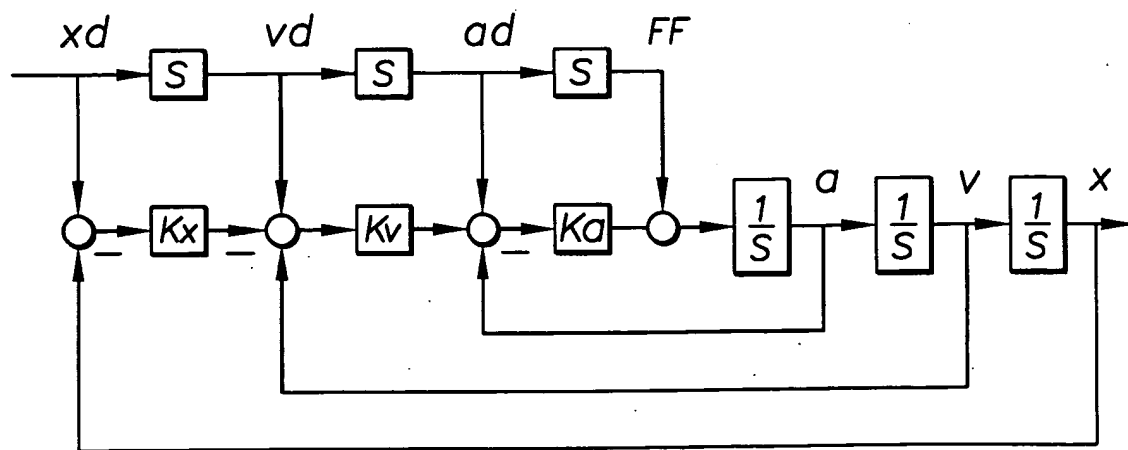 xd vd ad FF
S S S
a v x
Kx Kv Ka 1/S 1/S 1/S
− − −